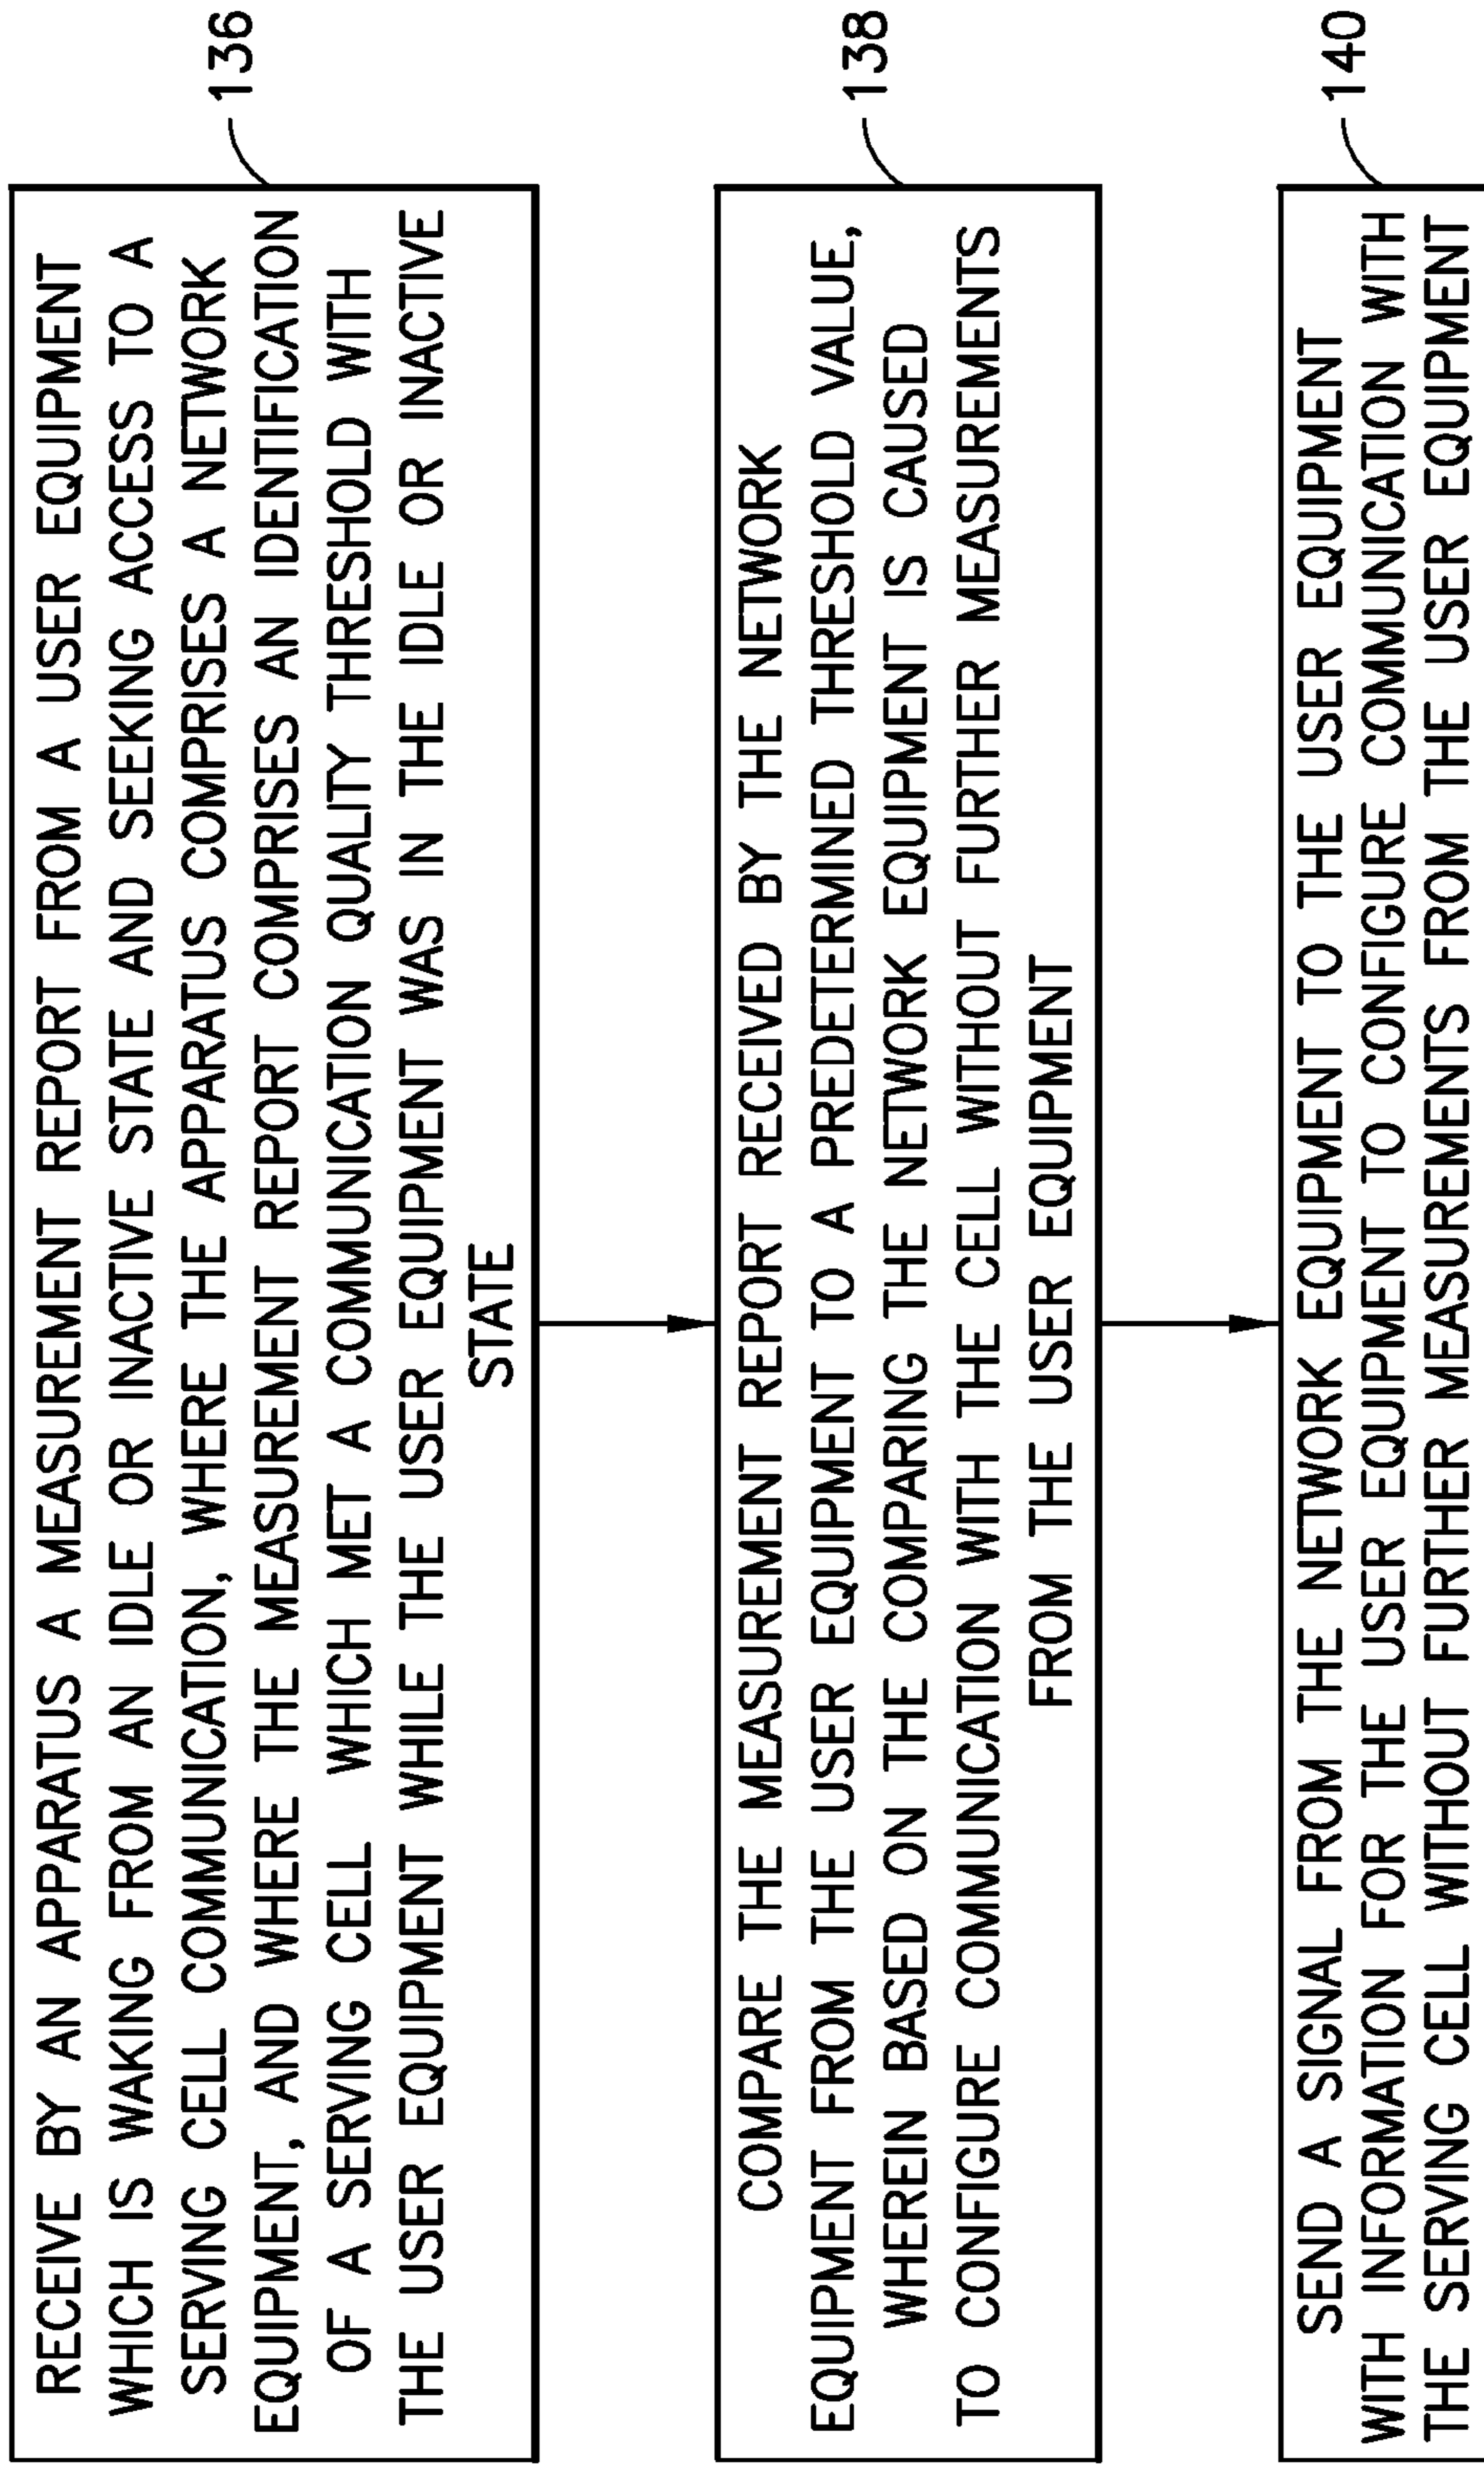 RECEIVE BY AN APPARATUS A MEASUREMENT REPORT FROM A USER EQUIPMENT
WHICH IS WAKING FROM AN IDLE OR INACTIVE STATE AND SEEKING ACCESS TO A
SERVING CELL COMMUNICATION, WHERE THE APPARATUS COMPRISES A NETWORK
EQUIPMENT, AND WHERE THE MEASUREMENT REPORT COMPRISES AN IDENTIFICATION
OF A SERVING CELL WHICH MET A COMMUNICATION QUALITY THRESHOLD WITH
THE USER EQUIPMENT WHILE THE USER EQUIPMENT WAS IN THE IDLE OR INACTIVE
STATE
136
COMPARE THE MEASUREMENT REPORT RECEIVED BY THE NETWORK
EQUIPMENT FROM THE USER EQUIPMENT TO A PREDETERMINED THRESHOLD VALUE,
WHEREIN BASED ON THE COMPARING THE NETWORK EQUIPMENT IS CAUSED
TO CONFIGURE COMMUNICATION WITH THE CELL WITHOUT FURTHER MEASUREMENTS
FROM THE USER EQUIPMENT
138
SEND A SIGNAL FROM THE NETWORK EQUIPMENT TO THE USER EQUIPMENT
WITH INFORMATION FOR THE USER EQUIPMENT TO CONFIGURE COMMUNICATION WITH
THE SERVING CELL WITHOUT FURTHER MEASUREMENTS FROM THE USER EQUIPMENT
140